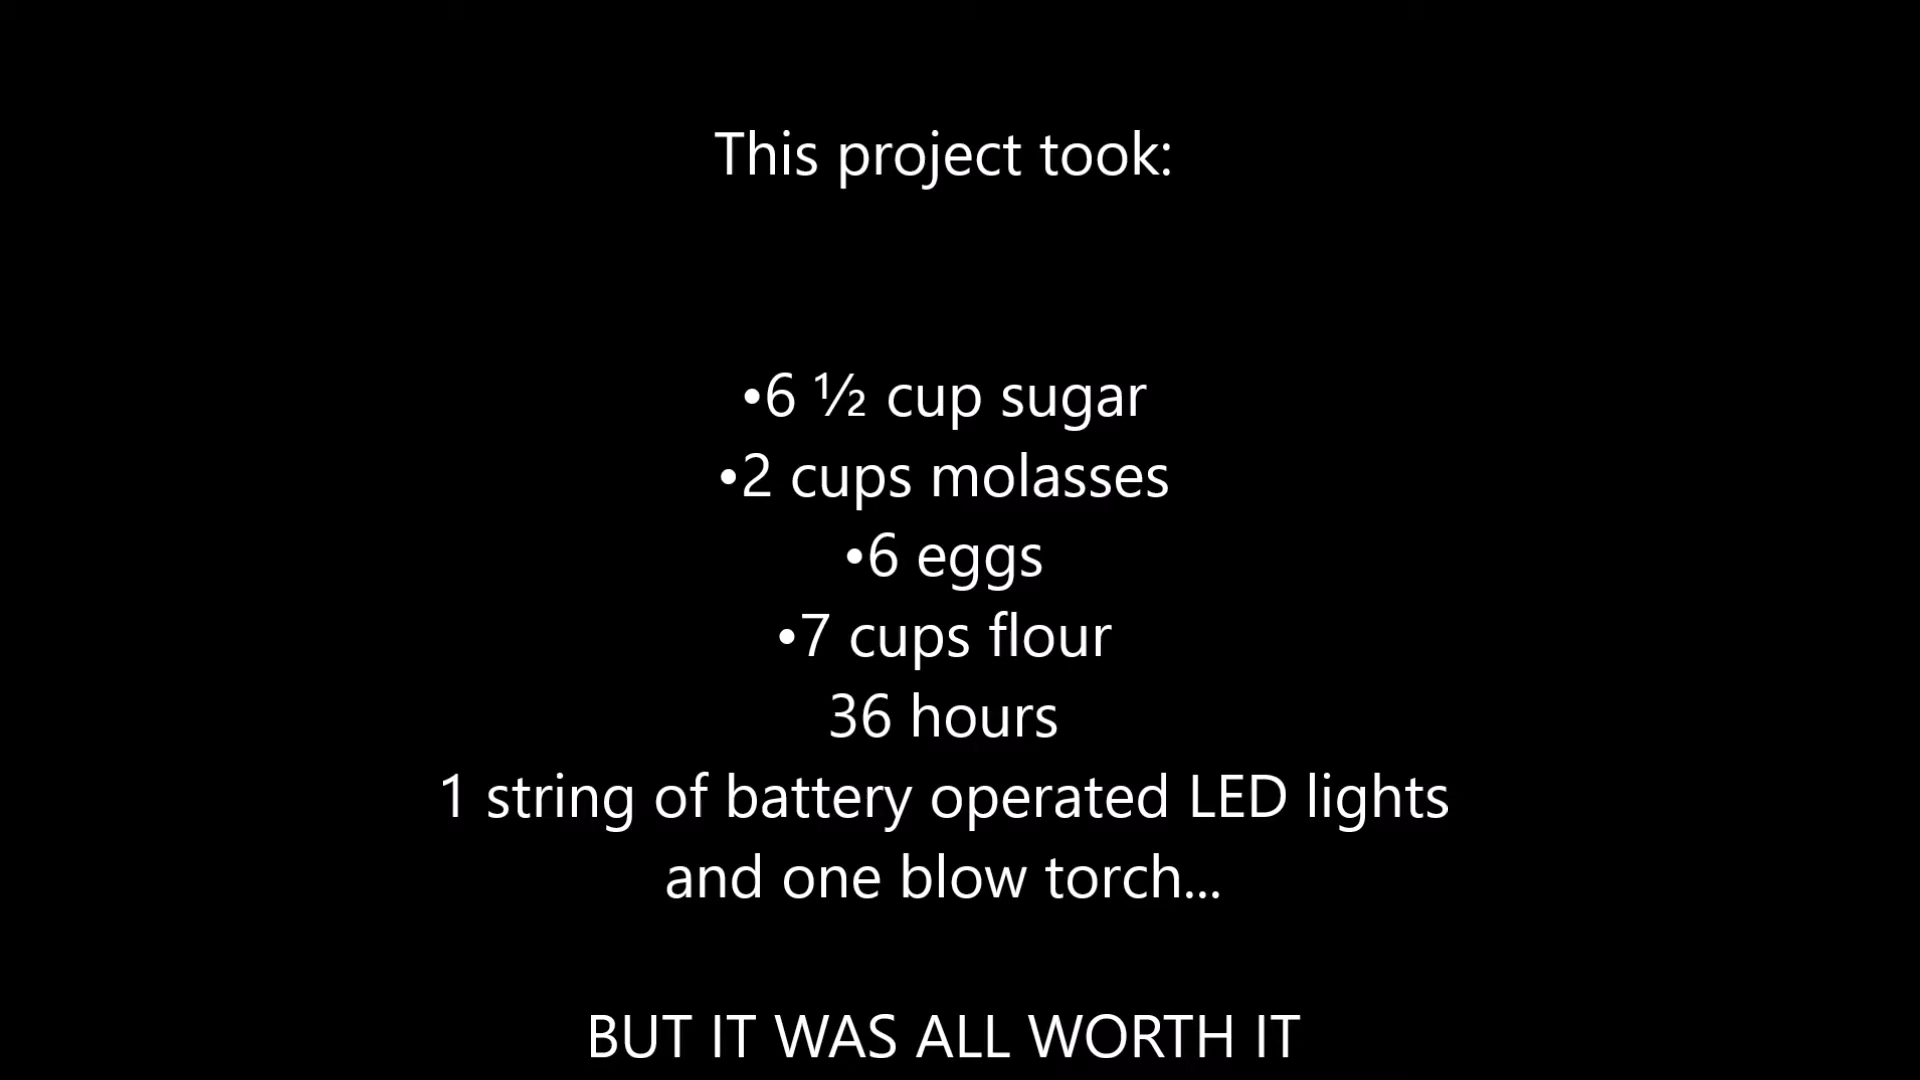 This project took:
•6 ½ cup sugar
•2 cups molasses
•6 eggs
•7 cups flour
36 hours
1 string of battery operated LED lights
and one blow torch...
BUT IT WAS ALL WORTH IT